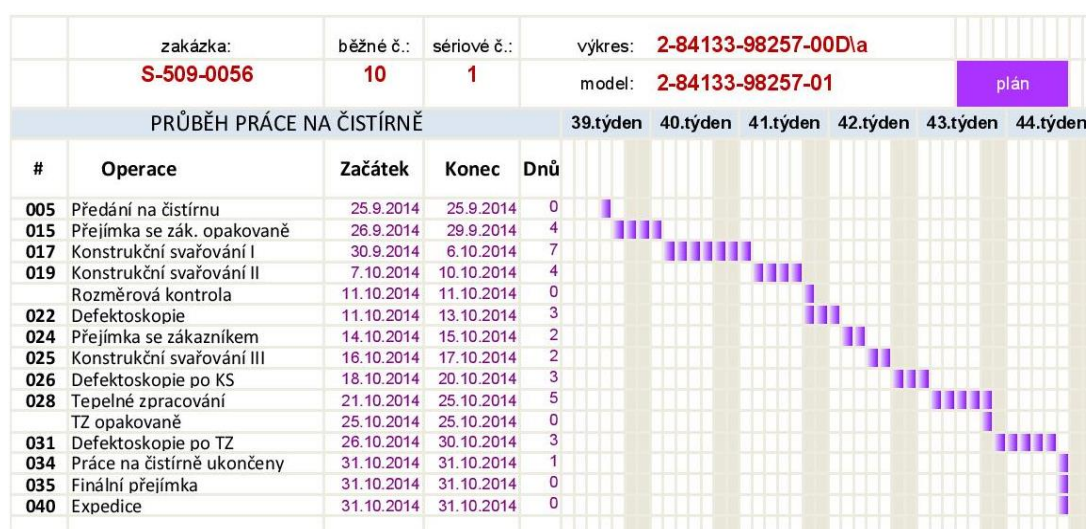 zakázka: běžné č.: sériové č.: výkres: 2-84133-98257-00D\a
S-509-0056 10 1 model: 2-84133-98257-01 plán
PRŮBĚH PRÁCE NA ČISTÍRNĚ 39.týden 40.týden 41.týden 42.týden 43.týden 44.týden
# Operace Začátek Konec Dnů
005 Předání na čistírnu 25.9.2014 25.9.2014 0
015 Přejímka se zák. opakovaně 26.9.2014 29.9.2014 4
017 Konstrukční svařování I 30.9.2014 6.10.2014 7
019 Konstrukční svařování II 7.10.2014 10.10.2014 4
Rozměrová kontrola 11.10.2014 11.10.2014 0
022 Defektoskopie 11.10.2014 13.10.2014 3
024 Přejímka se zákazníkem 14.10.2014 15.10.2014 2
025 Konstrukční svařování III 16.10.2014 17.10.2014 2
026 Defektoskopie po KS 18.10.2014 20.10.2014 3
028 Tepelné zpracování 21.10.2014 25.10.2014 5
TZ opakovaně 25.10.2014 25.10.2014 0
031 Defektoskopie po TZ 26.10.2014 30.10.2014 3
034 Práce na čistírně ukončeny 31.10.2014 31.10.2014 1
035 Finální přejímka 31.10.2014 31.10.2014 0
040 Expedice 31.10.2014 31.10.2014 0